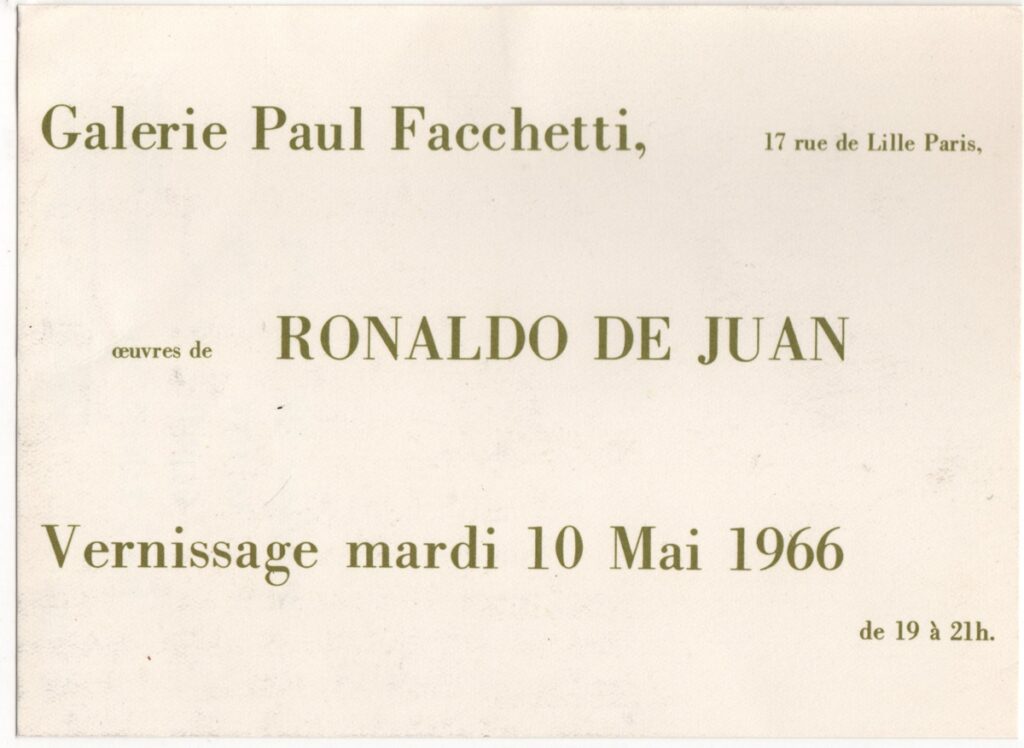 Galerie Paul Facchetti, 17 rue de Lille Paris,
œuvres de RONALDO DE JUAN
Vernissage mardi 10 Mai 1966
de 19 à 21h.